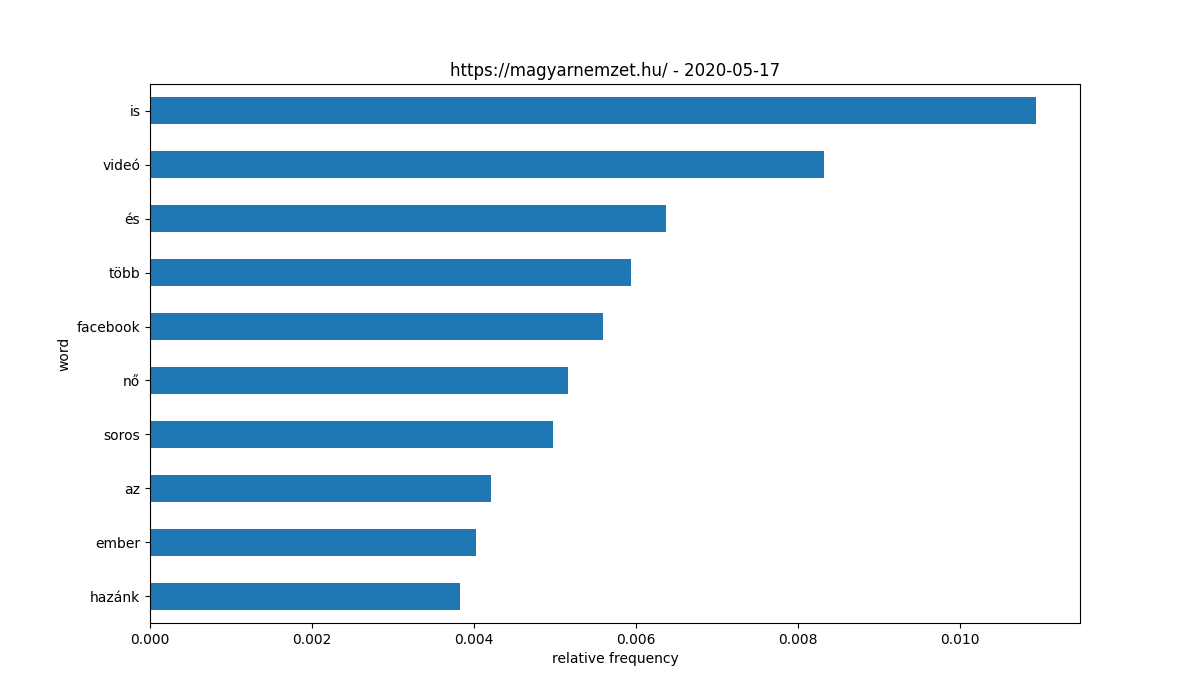 https://magyarnemzet.hu/ - 2020-05-17
is
videó
és
több
facebook
nő
soros
az
ember
hazánk
word
0.000 0.002 0.004 0.006 0.008 0.010
relative frequency